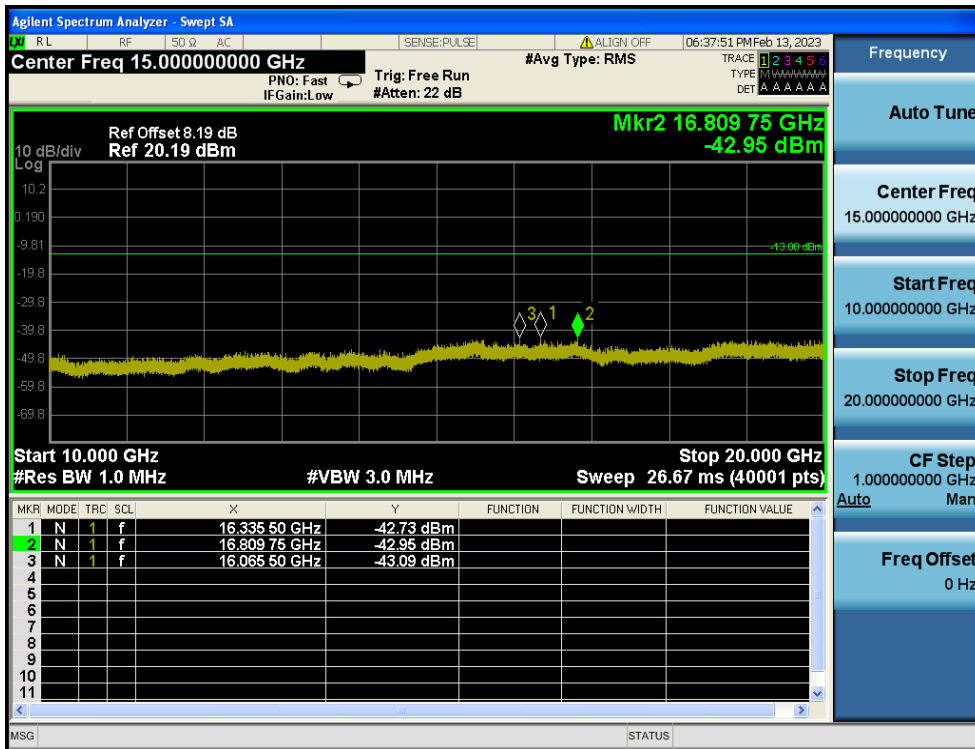 Agilent Spectrum Analyzer - Swept SA
LXI RL RF 50 Ω AC SENSE:PULSE ALIGN OFF 06:37:51 PM Feb 13, 2023
Center Freq 15.000000000 GHz
#Avg Type: RMS
TRACE 1 2 3 4 5 6
PNO: Fast
Trig: Free Run
TYPE M
IFGain:Low
#Atten: 22 dB
DET A A A A A A
Mkr2 16.809 75 GHz
-42.95 dBm
Ref Offset 8.19 dB
10 dB/div Ref 20.19 dBm
Log
10.2
0.190
-9.81
-13.00 dBm
-19.8
-29.8
-39.8
-49.8
-59.8
-69.8
3 1 2
Start 10.000 GHz Stop 20.000 GHz
#Res BW 1.0 MHz #VBW 3.0 MHz Sweep 26.67 ms (40001 pts)
MKR MODE TRC SCL X Y FUNCTION FUNCTION WIDTH FUNCTION VALUE
1 N 1 f 16.335 50 GHz -42.73 dBm
2 N 1 f 16.809 75 GHz -42.95 dBm
3 N 1 f 16.065 50 GHz -43.09 dBm
4
5
6
7
8
9
10
11
MSG STATUS
Frequency
Auto Tune
Center Freq
15.000000000 GHz
Start Freq
10.000000000 GHz
Stop Freq
20.000000000 GHz
CF Step
1.000000000 GHz
Auto Man
Freq Offset
0 Hz